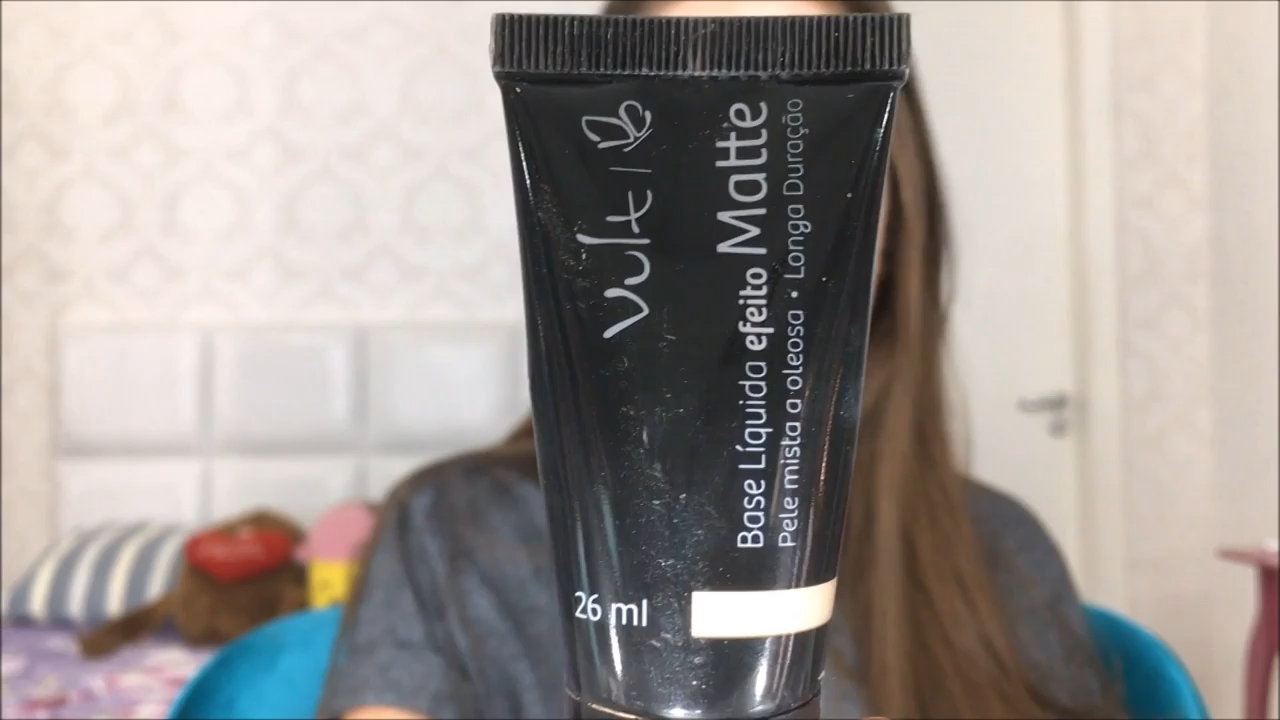 Vult
Base Líquida efeito Matte
Pele mista a oleosa • Longa Duração
26 ml